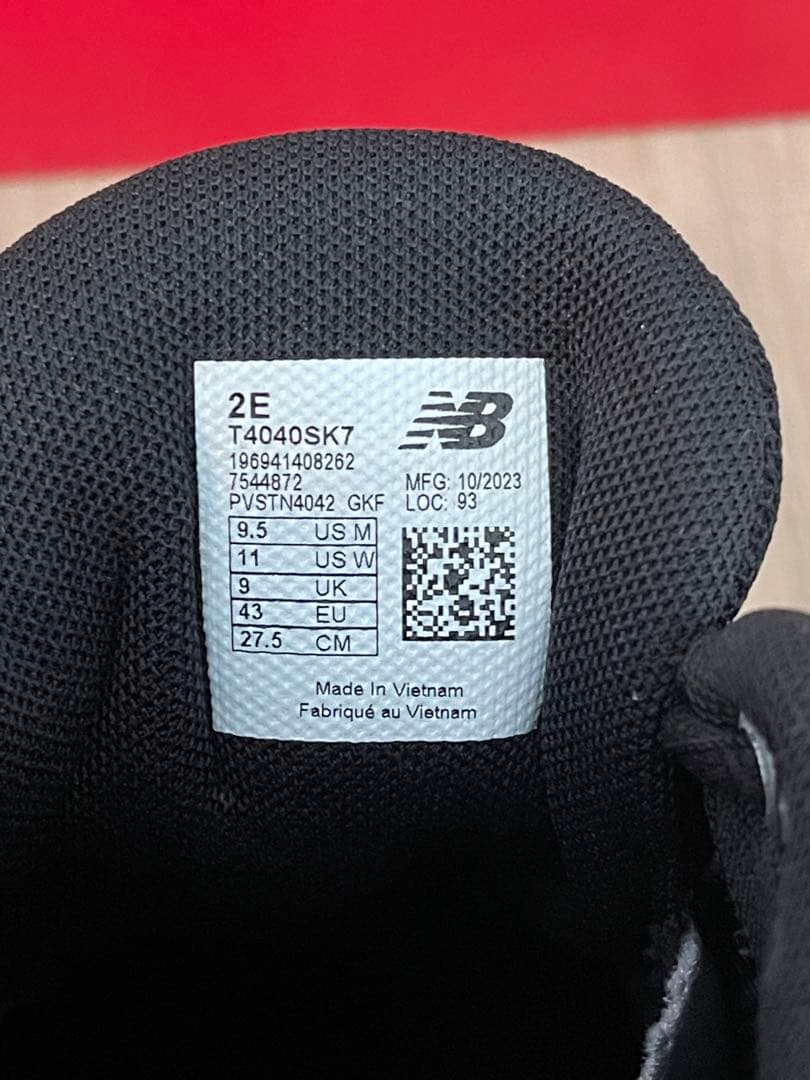 2E
T4040SK7
196941408262
7544872
PVSTN4042 GKF
NB
MFG: 10/2023
LOC: 93
9.5 US M
11 US W
9 UK
43 EU
27.5 CM
Made In Vietnam
Fabriqué au Vietnam